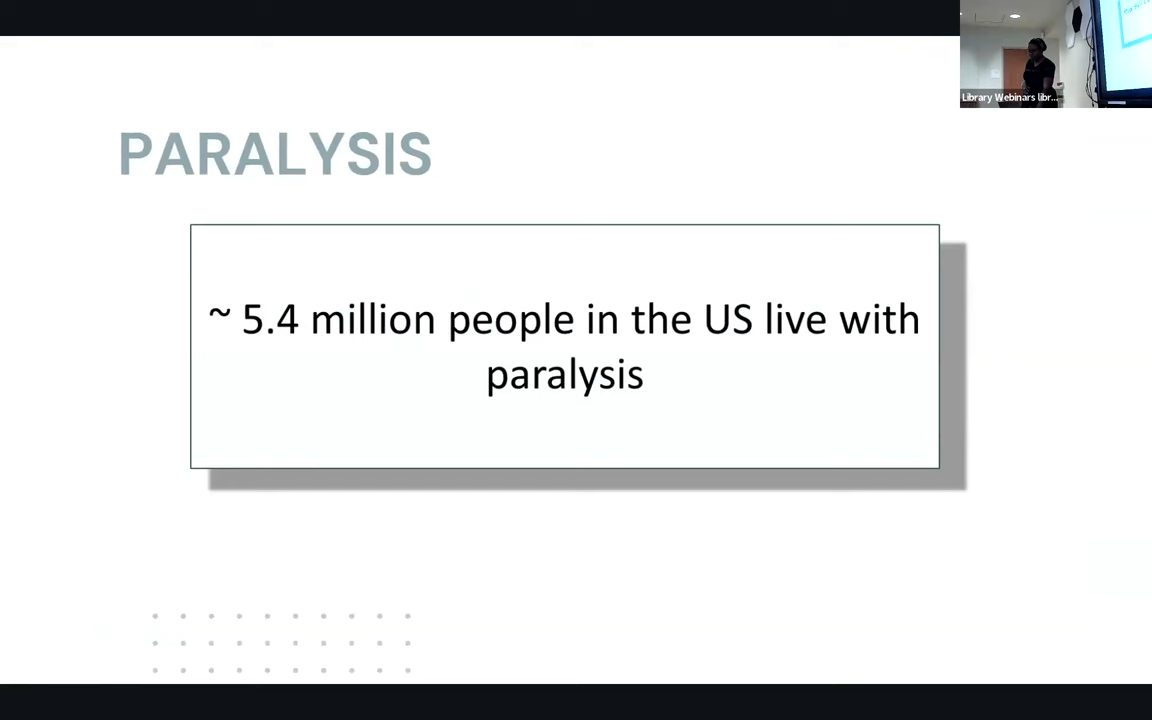 Library Webinars libr...
PARALYSIS
~ 5.4 million people in the US live with
paralysis